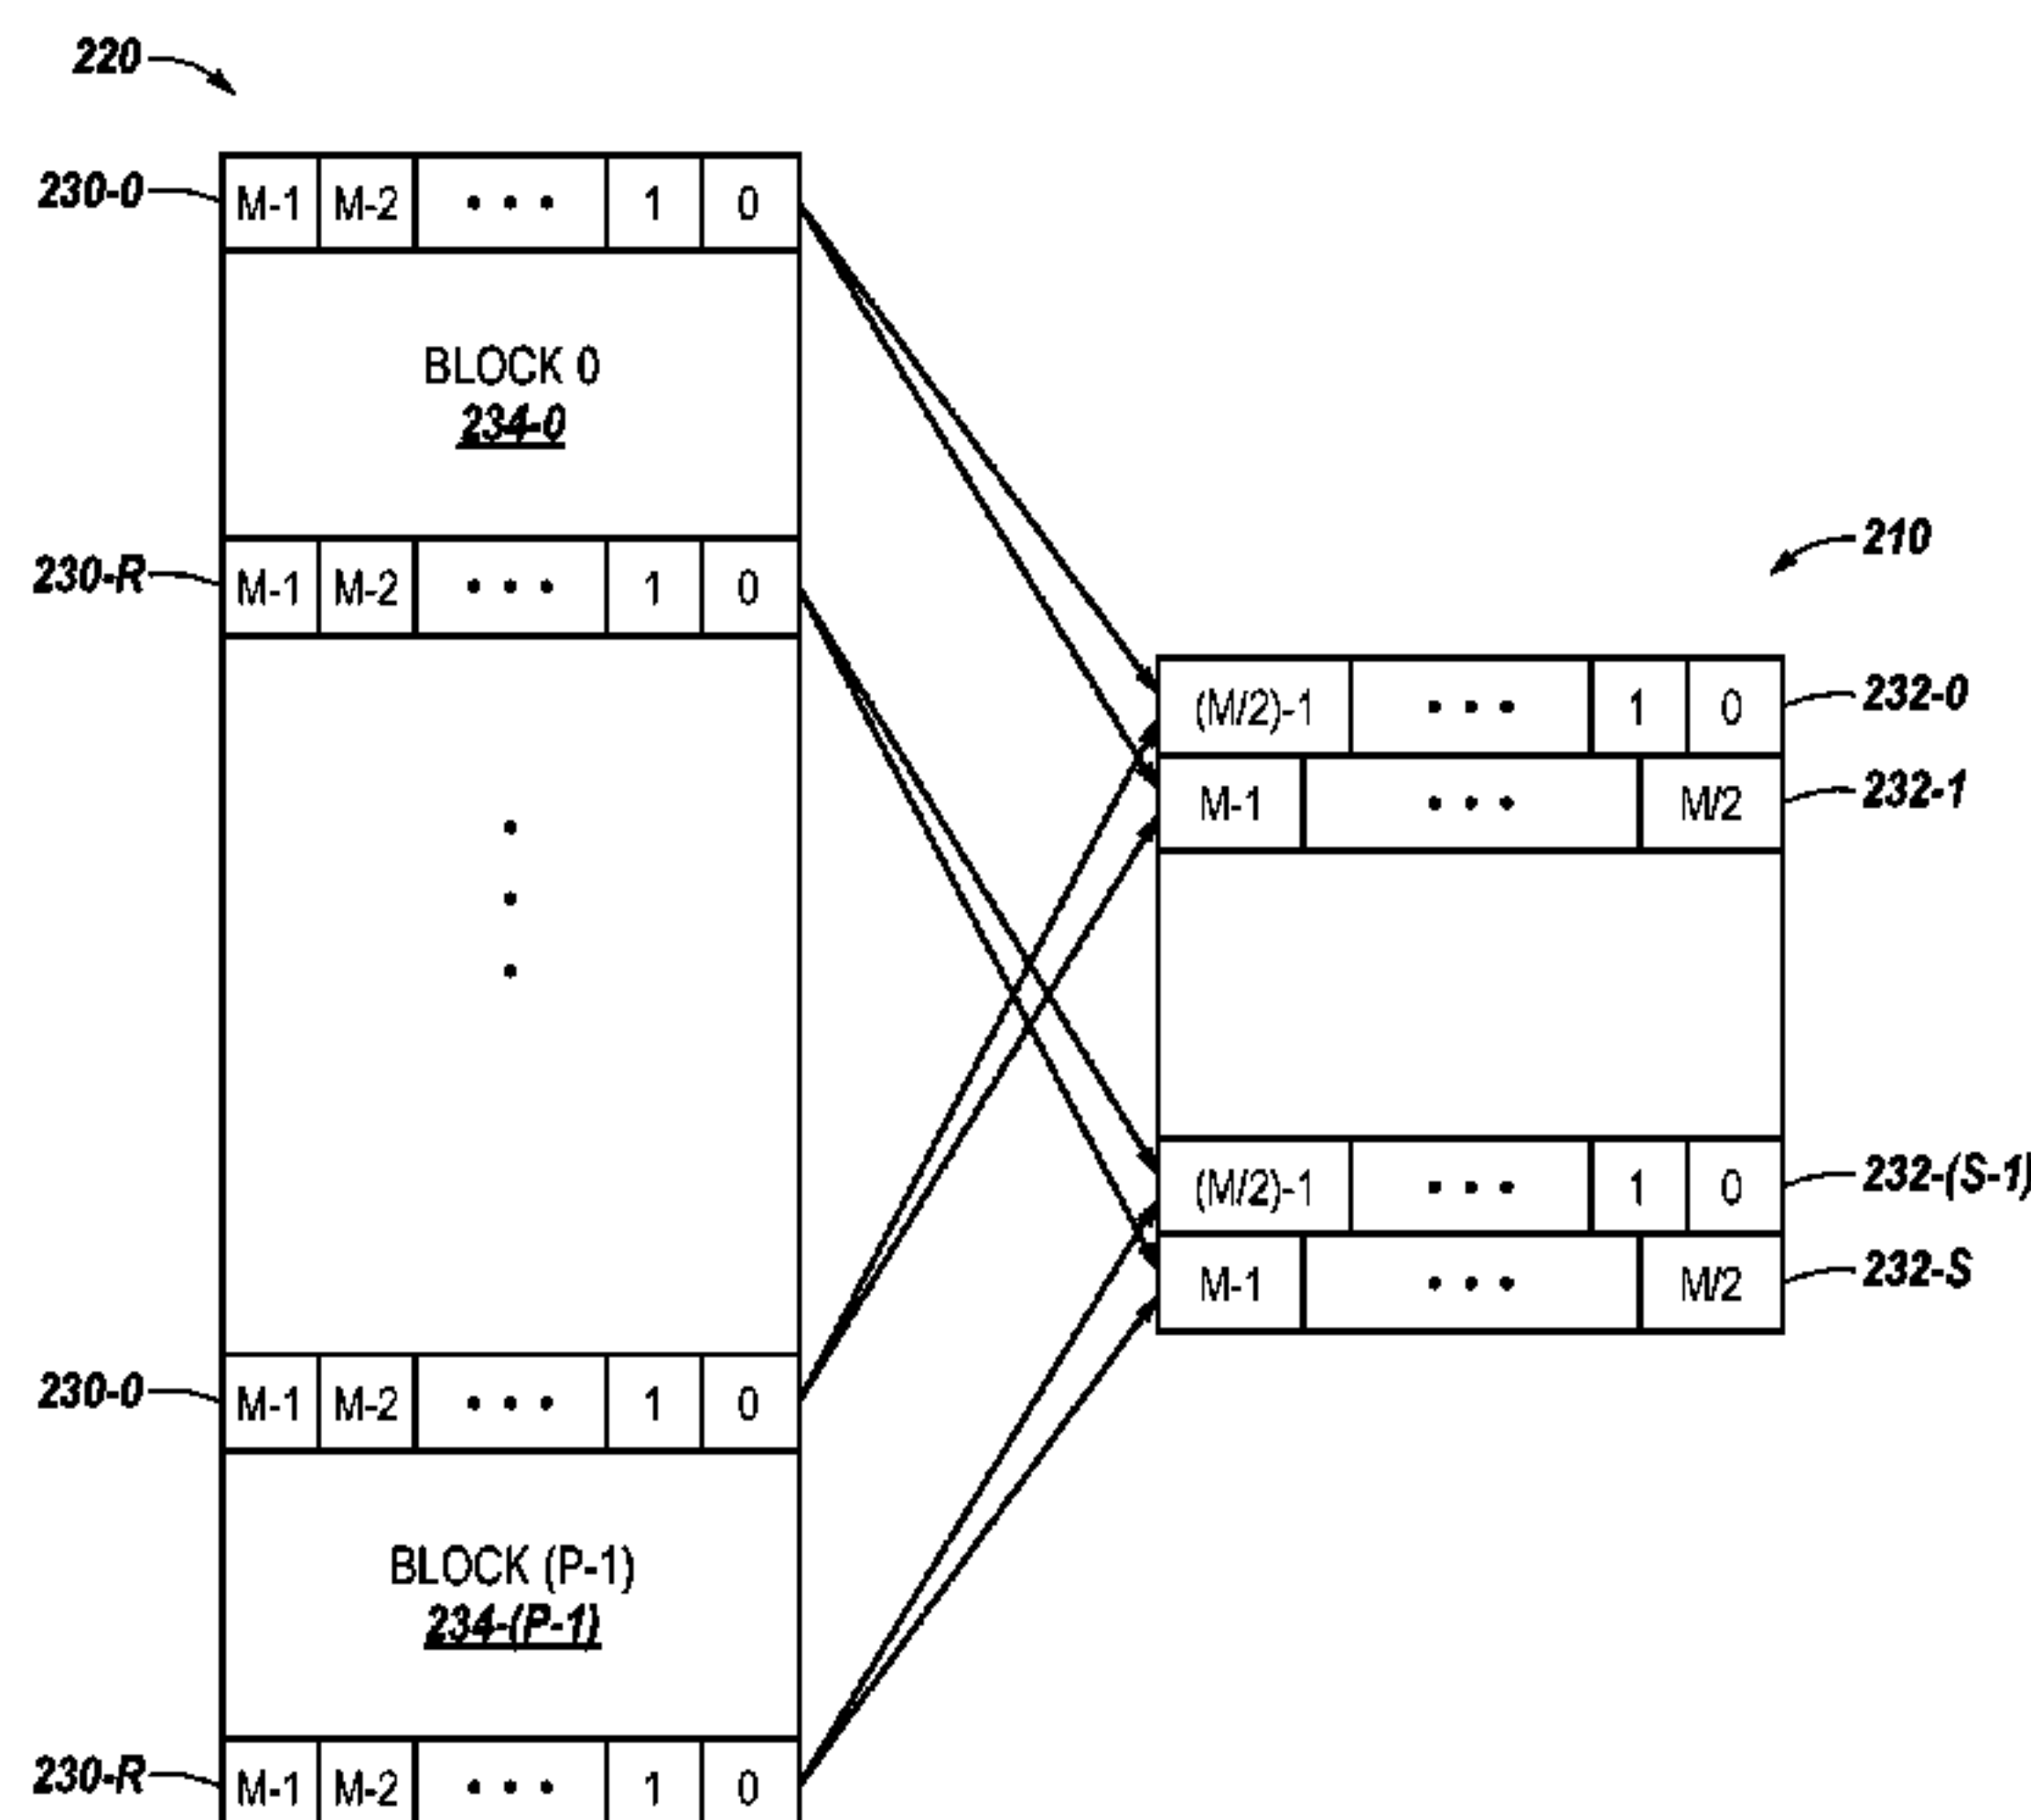 220
230-0 M-1 M-2 • • • 1 0
BLOCK 0
234-0
210
230-R M-1 M-2 • • • 1 0
(M/2)-1 • • • 1 0 232-0
M-1 • • • M/2 232-1
•
•
•
(M/2)-1 • • • 1 0 232-(S-1)
M-1 • • • M/2 232-S
230-0 M-1 M-2 • • • 1 0
BLOCK (P-1)
234-(P-1)
230-R M-1 M-2 • • • 1 0